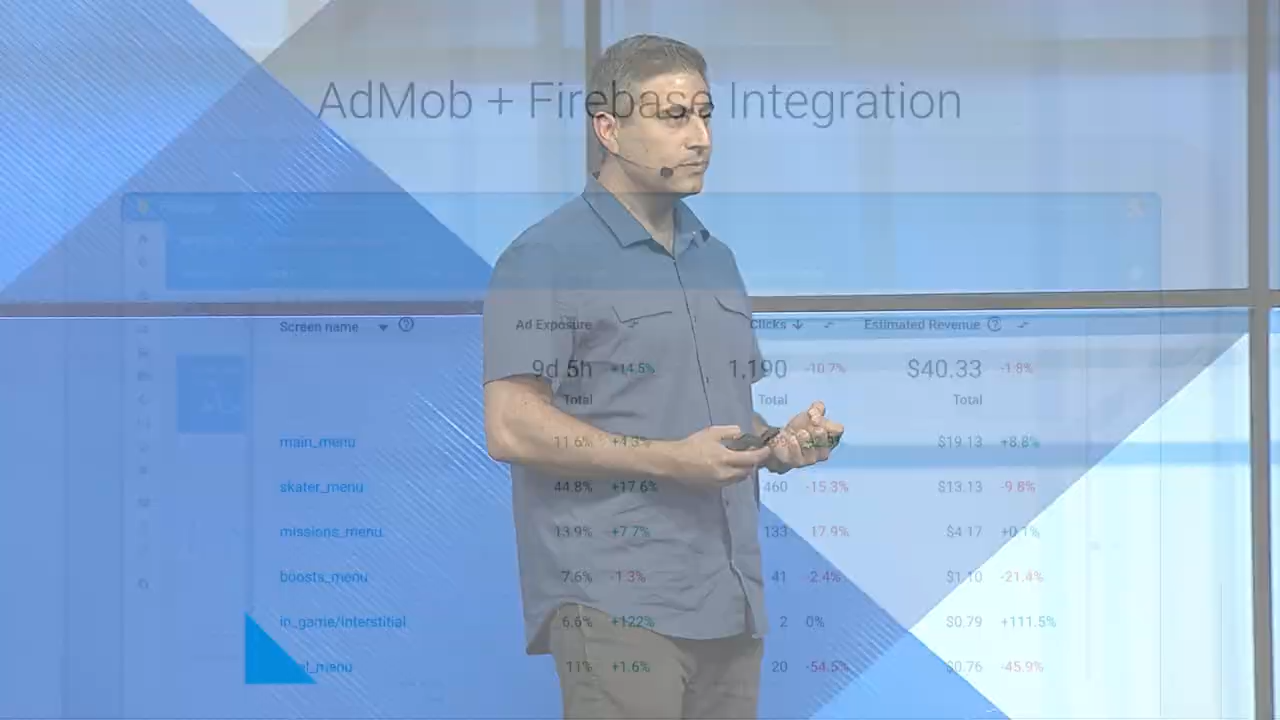 AdMob + Firebase Integration
Screen name Ad Exposure Clicks Estimated Revenue
9d 5h +14.5% 1,190 -10.7% $40.33 -1.8%
Total Total Total
main_menu 11.6% +4.3% $19.13 +8.8%
skater_menu 44.8% +17.6% 460 -15.3% $13.13 -9.8%
missions_menu 13.9% +7.7% 133 17.9% $4.17 +0.1%
boosts_menu 7.6% -1.3% 41 -2.4% $1.10 -21.4%
in_game/Interstitial 6.6% +122% 2 0% $0.79 +111.5%
11% +1.6% 20 -54.5% $0.76 -45.9%